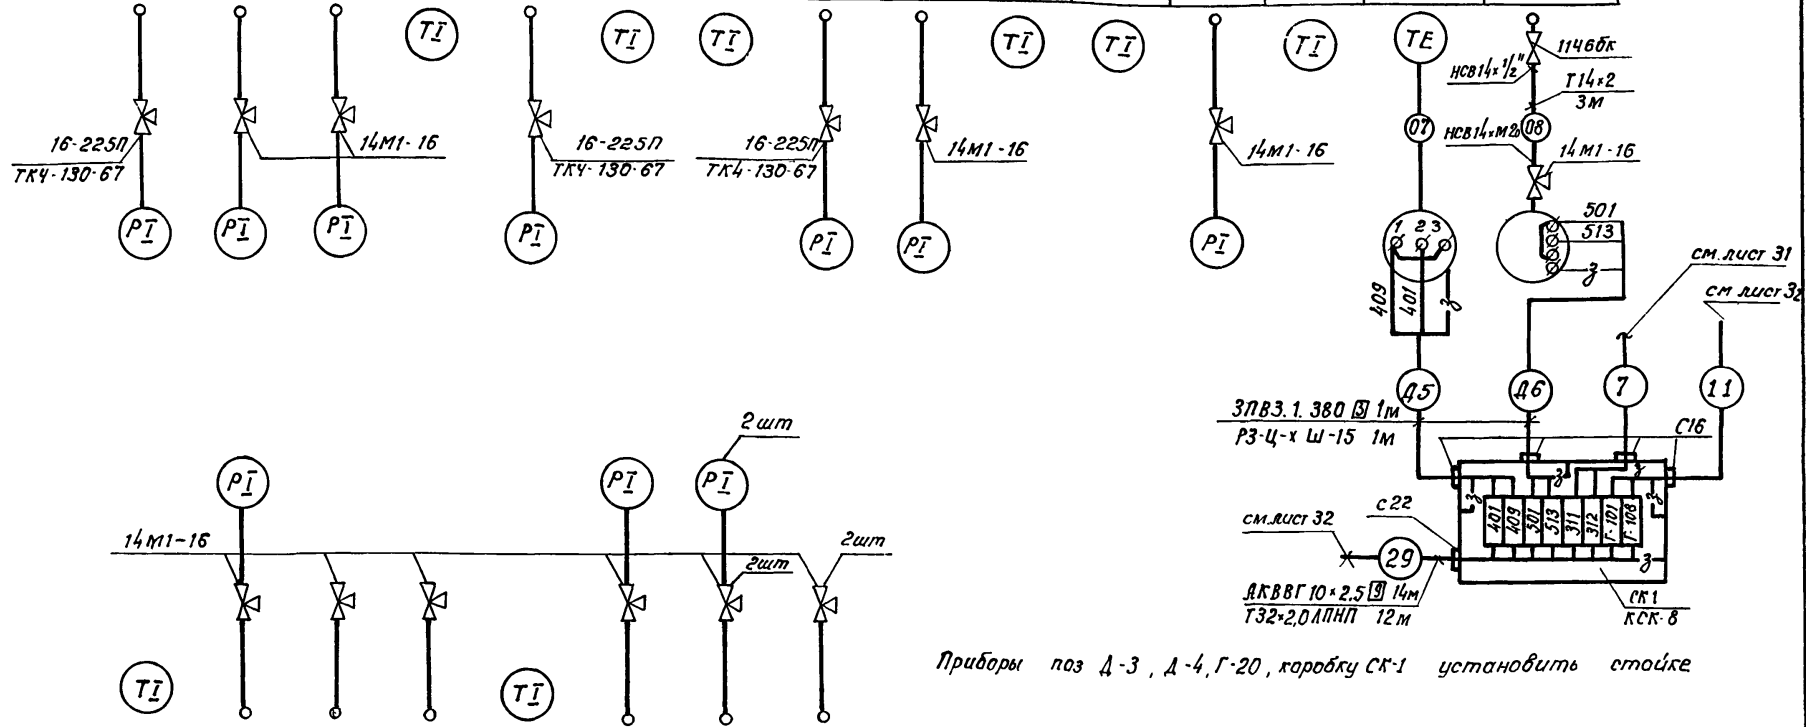 TI
TI
TI
TI
TI
TI
TE
1146бк
НСВ14×1/2"
Т14×2
3м
07
08
НСВ14×М20
16-225П
ТК4-130-67
14М1-16
16-225П
ТК4-130-67
16-225П
ТК4-130-67
14М1-16
14М1-16
14М1-16
PI
PI
PI
PI
PI
PI
PI
1 2 3
501
513
З
409
401
З
см.лист 31
см лист 32
Д5
Д6
7
11
ЗПВ3.1.380 3 1м
РЗ-Ц-х Ш-15 1м
С16
2шт
PI
PI
PI
З
З
З
З
401
409
501
513
311
312
Г-101
Г-108
З
с22
см.лист 32
29
14М1-16
2шт
2шт
АКВВГ 10×2.5 9 14м
Т32×2,0ЛПНП 12м
СК1
КСК-8
TI
TI
Приборы поз Д-3, Д-4, Г-20, коробку СК-1 установить стойке